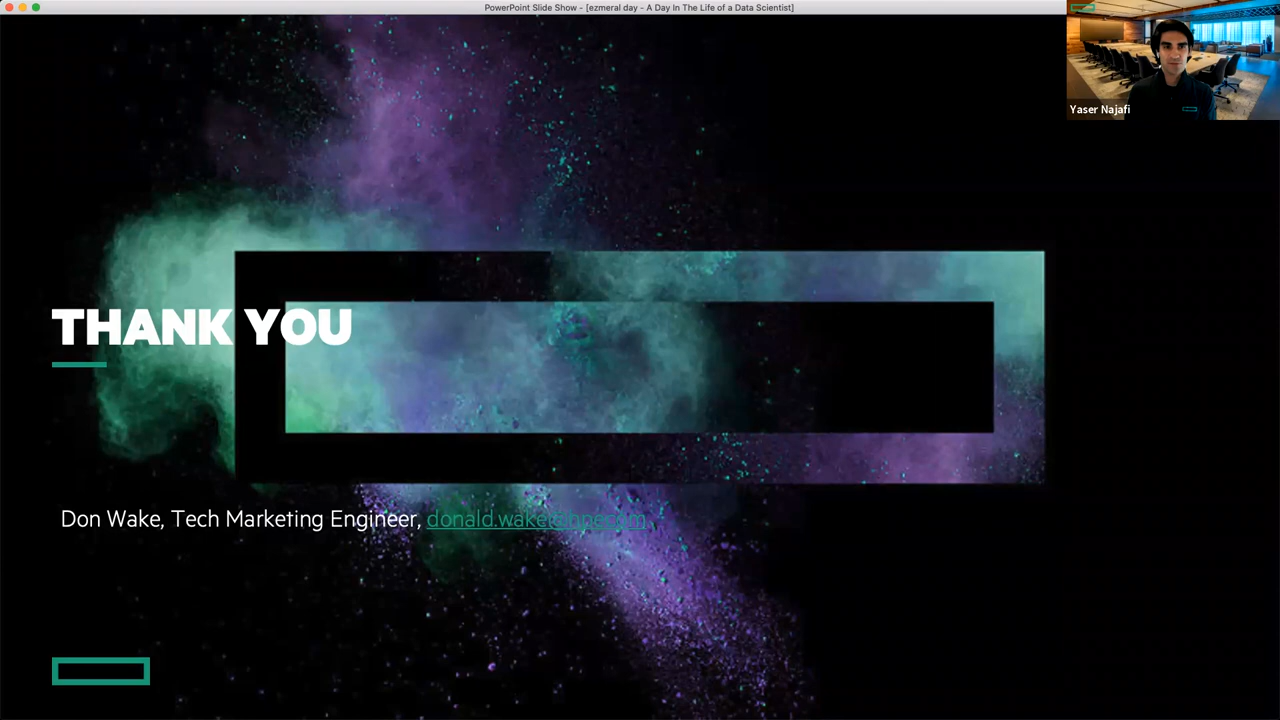 PowerPoint Slide Show - [ezmeral day - A Day In The Life of a Data Scientist]
Yaser Najafi
THANK YOU
Don Wake, Tech Marketing Engineer, donald.wake@hpe.com